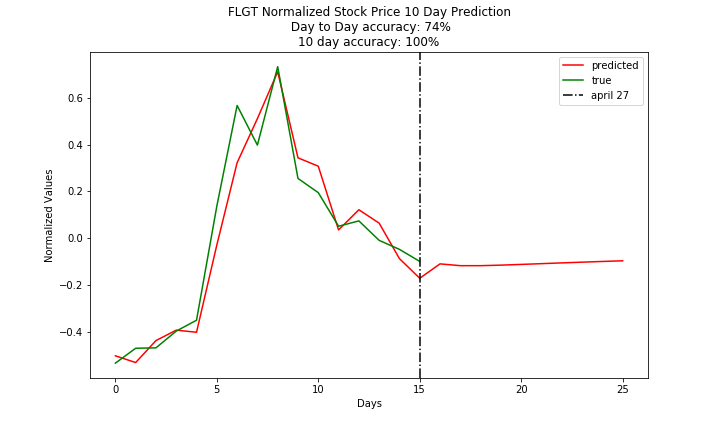 FLGT Normalized Stock Price 10 Day Prediction
Day to Day accuracy: 74%
10 day accuracy: 100%
predicted
true
april 27
0.6
0.4
0.2
0.0
−0.2
−0.4
Normalized Values
0 5 10 15 20 25
Days